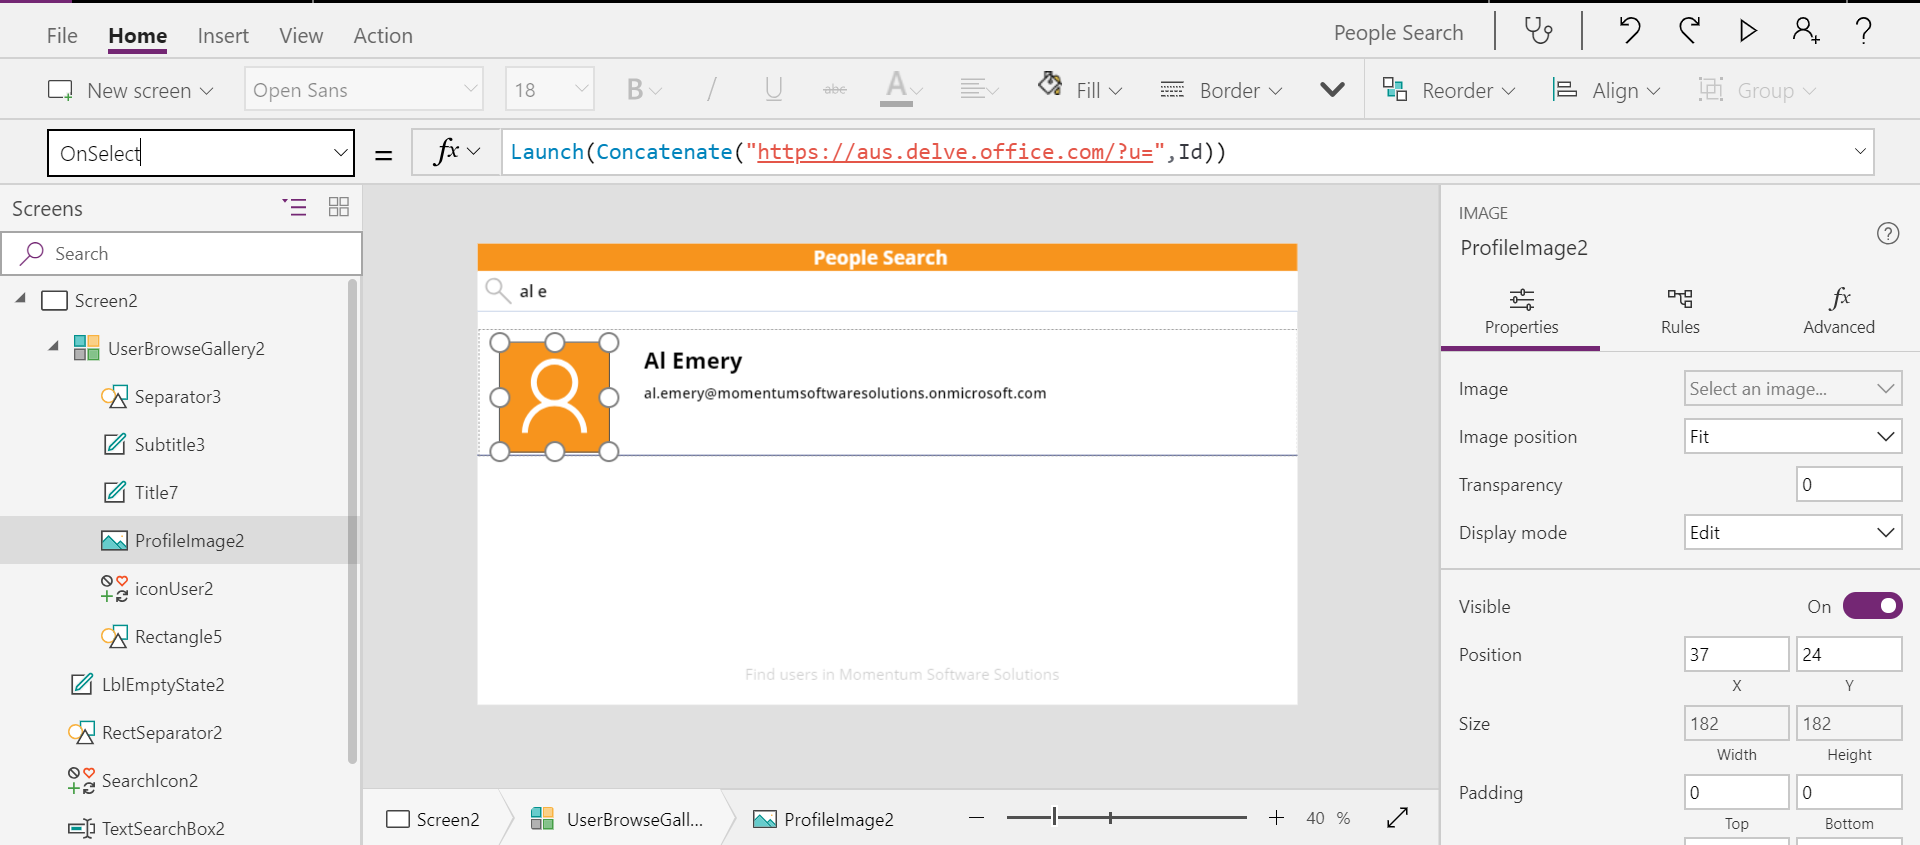 File Home Insert View Action People Search
New screen Open Sans 18 B / U abc A Fill Border Reorder Align Group
OnSelect = fx Launch(Concatenate("https://aus.delve.office.com/?u=",Id))
Screens
Search
Screen2
UserBrowseGallery2
Separator3
Subtitle3
Title7
ProfileImage2
iconUser2
Rectangle5
LblEmptyState2
RectSeparator2
SearchIcon2
TextSearchBox2
People Search
al e
Al Emery
al.emery@momentumsoftwaresolutions.onmicrosoft.com
Find users in Momentum Software Solutions
Screen2 UserBrowseGall... ProfileImage2 40 %
IMAGE
ProfileImage2
Properties Rules Advanced
Image Select an image...
Image position Fit
Transparency 0
Display mode Edit
Visible On
Position 37 24
X Y
Size 182 182
Width Height
Padding 0 0
Top Bottom